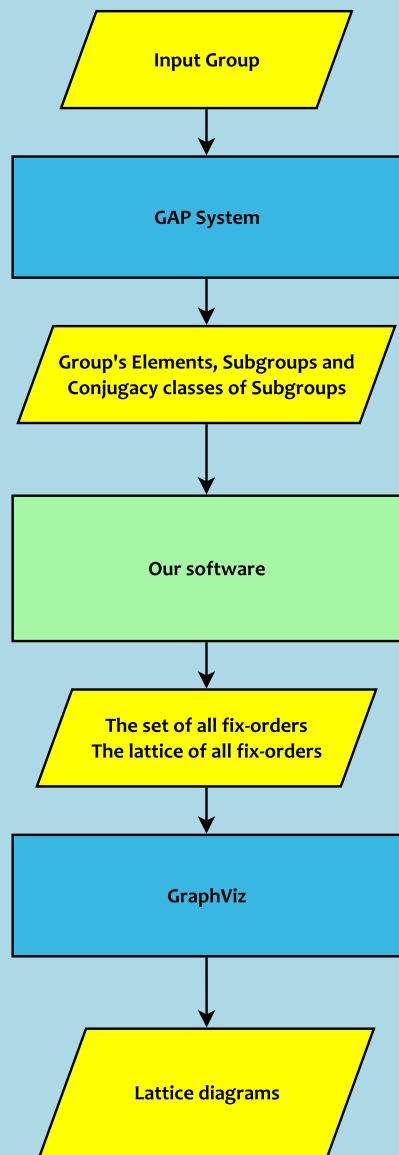 Input Group
GAP System
Group's Elements, Subgroups and
Conjugacy classes of Subgroups
Our software
The set of all fix-orders
The lattice of all fix-orders
GraphViz
Lattice diagrams